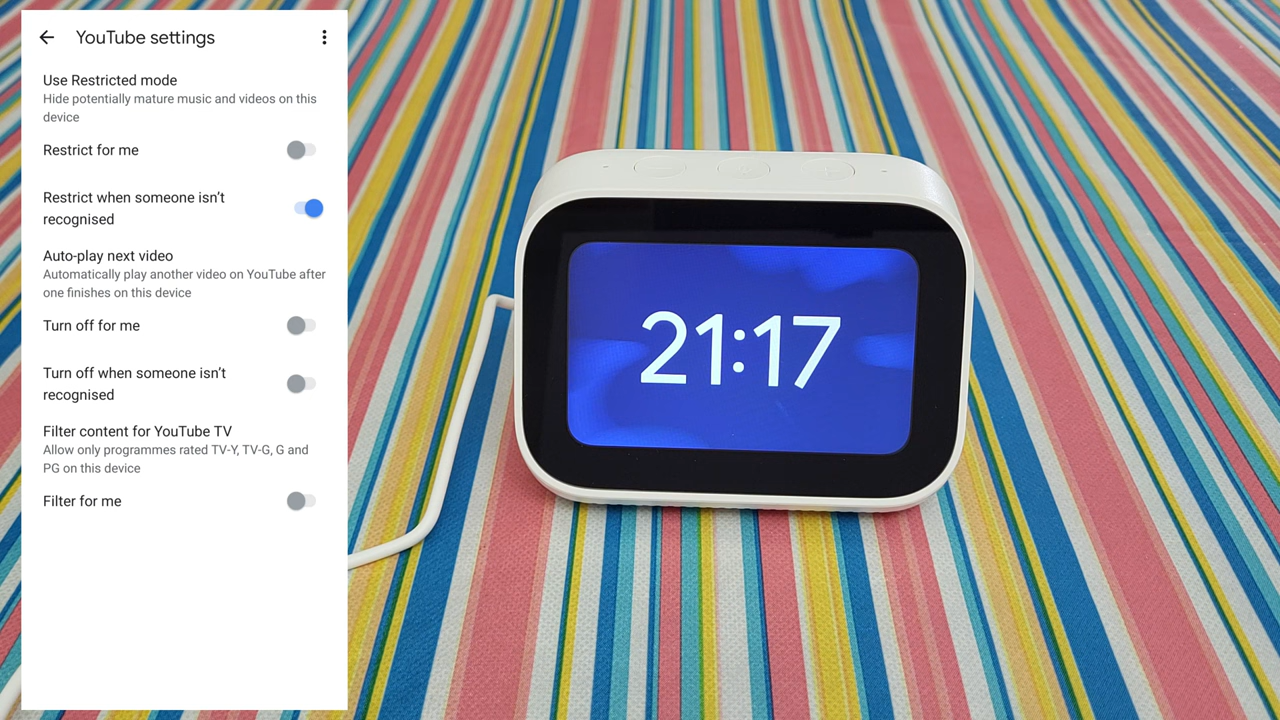 YouTube settings
Use Restricted mode
Hide potentially mature music and videos on this
device
Restrict for me
Restrict when someone isn’t
recognised
Auto-play next video
Automatically play another video on YouTube after
one finishes on this device
Turn off for me
Turn off when someone isn’t
recognised
Filter content for YouTube TV
Allow only programmes rated TV-Y, TV-G, G and
PG on this device
Filter for me
21:17